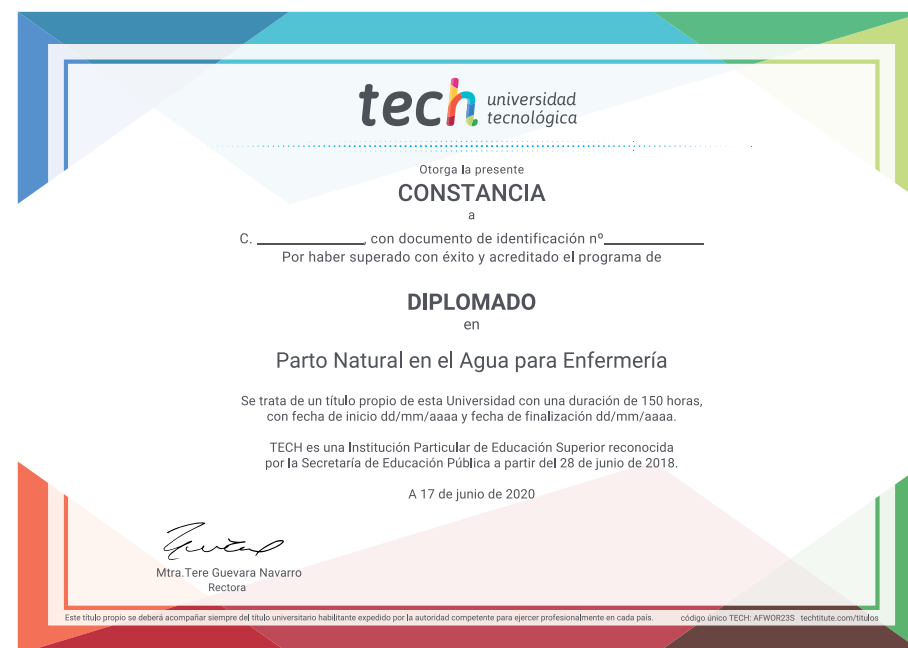 tech universidad
tecnológica
Otorga la presente
CONSTANCIA
a
C. ____________, con documento de identificación nº____________
Por haber superado con éxito y acreditado el programa de
DIPLOMADO
en
Parto Natural en el Agua para Enfermería
Se trata de un título propio de esta Universidad con una duración de 150 horas,
con fecha de inicio dd/mm/aaaa y fecha de finalización dd/mm/aaaa.
TECH es una Institución Particular de Educación Superior reconocida
por la Secretaría de Educación Pública a partir del 28 de junio de 2018.
A 17 de junio de 2020
Mtra.Tere Guevara Navarro
Rectora
Este título propio se deberá acompañar siempre del título universitario habilitante expedido por la autoridad competente para ejercer profesionalmente en cada país. código único TECH: AFWOR23S techtitute.com/titulos